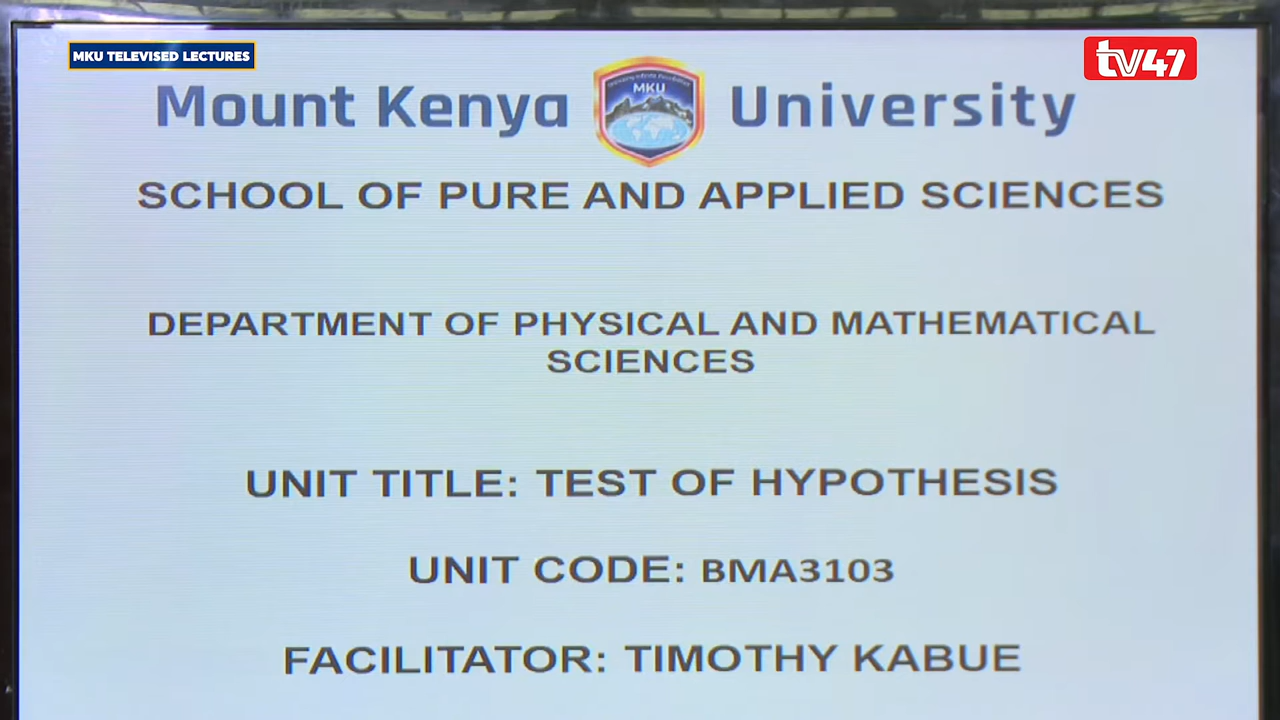 MKU TELEVISED LECTURES
tv47
Mount Kenya MKU University
SCHOOL OF PURE AND APPLIED SCIENCES
DEPARTMENT OF PHYSICAL AND MATHEMATICAL
SCIENCES
UNIT TITLE: TEST OF HYPOTHESIS
UNIT CODE: BMA3103
FACILITATOR: TIMOTHY KABUE